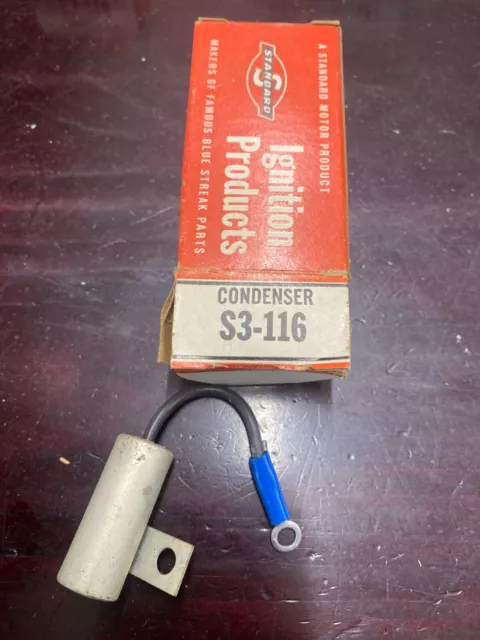 A STANDARD MOTOR PRODUCT
STANDARD
S
Ignition
Products
MAKERS OF FAMOUS BLUE STREAK PARTS
CONDENSER
S3-116